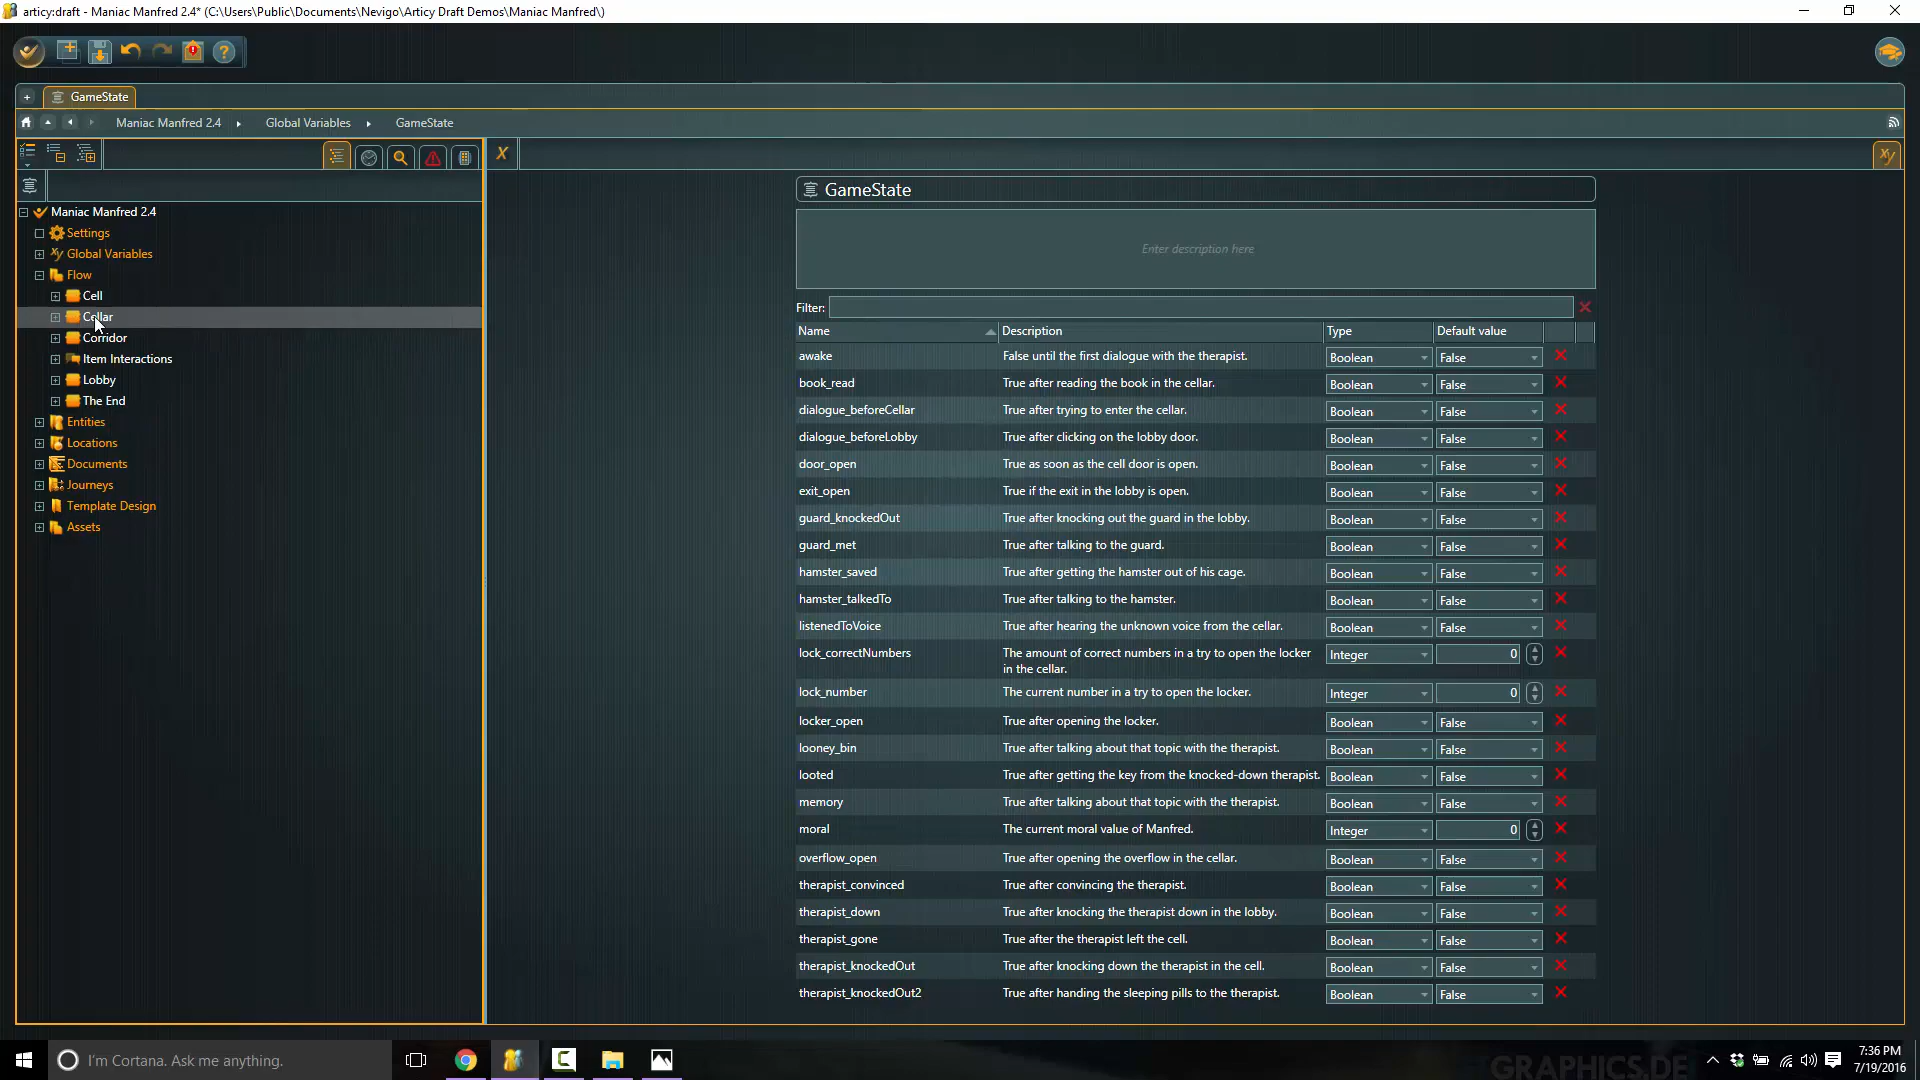 articy:draft - Maniac Manfred 2.4* (C:\Users\Public\Documents\Nevigo\Articy Draft Demos\Maniac Manfred\)
GameState
Maniac Manfred 2.4 Global Variables GameState
GameState
Enter description here
Maniac Manfred 2.4
Settings
Global Variables
Flow
Cell
Cellar
Corridor
Item Interactions
Lobby
The End
Entities
Locations
Documents
Journeys
Template Design
Assets
Filter:
Name Description Type Default value
awake False until the first dialogue with the therapist. Boolean False
book_read True after reading the book in the cellar. Boolean False
dialogue_beforeCellar True after trying to enter the cellar. Boolean False
dialogue_beforeLobby True after clicking on the lobby door. Boolean False
door_open True as soon as the cell door is open. Boolean False
exit_open True if the exit in the lobby is open. Boolean False
guard_knockedOut True after knocking out the guard in the lobby. Boolean False
guard_met True after talking to the guard. Boolean False
hamster_saved True after getting the hamster out of his cage. Boolean False
hamster_talkedTo True after talking to the hamster. Boolean False
listenedToVoice True after hearing the unknown voice from the cellar. Boolean False
lock_correctNumbers The amount of correct numbers in a try to open the locker Integer 0
in the cellar.
lock_number The current number in a try to open the locker. Integer 0
locker_open True after opening the locker. Boolean False
looney_bin True after talking about that topic with the therapist. Boolean False
looted True after getting the key from the knocked-down therapist. Boolean False
memory True after talking about that topic with the therapist. Boolean False
moral The current moral value of Manfred. Integer 0
overflow_open True after opening the overflow in the cellar. Boolean False
therapist_convinced True after convincing the therapist. Boolean False
therapist_down True after knocking the therapist down in the lobby. Boolean False
therapist_gone True after the therapist left the cell. Boolean False
therapist_knockedOut True after knocking down the therapist in the cell. Boolean False
therapist_knockedOut2 True after handing the sleeping pills to the therapist. Boolean False
I'm Cortana. Ask me anything.
GRAPHICS.DE
7:36 PM
7/19/2016